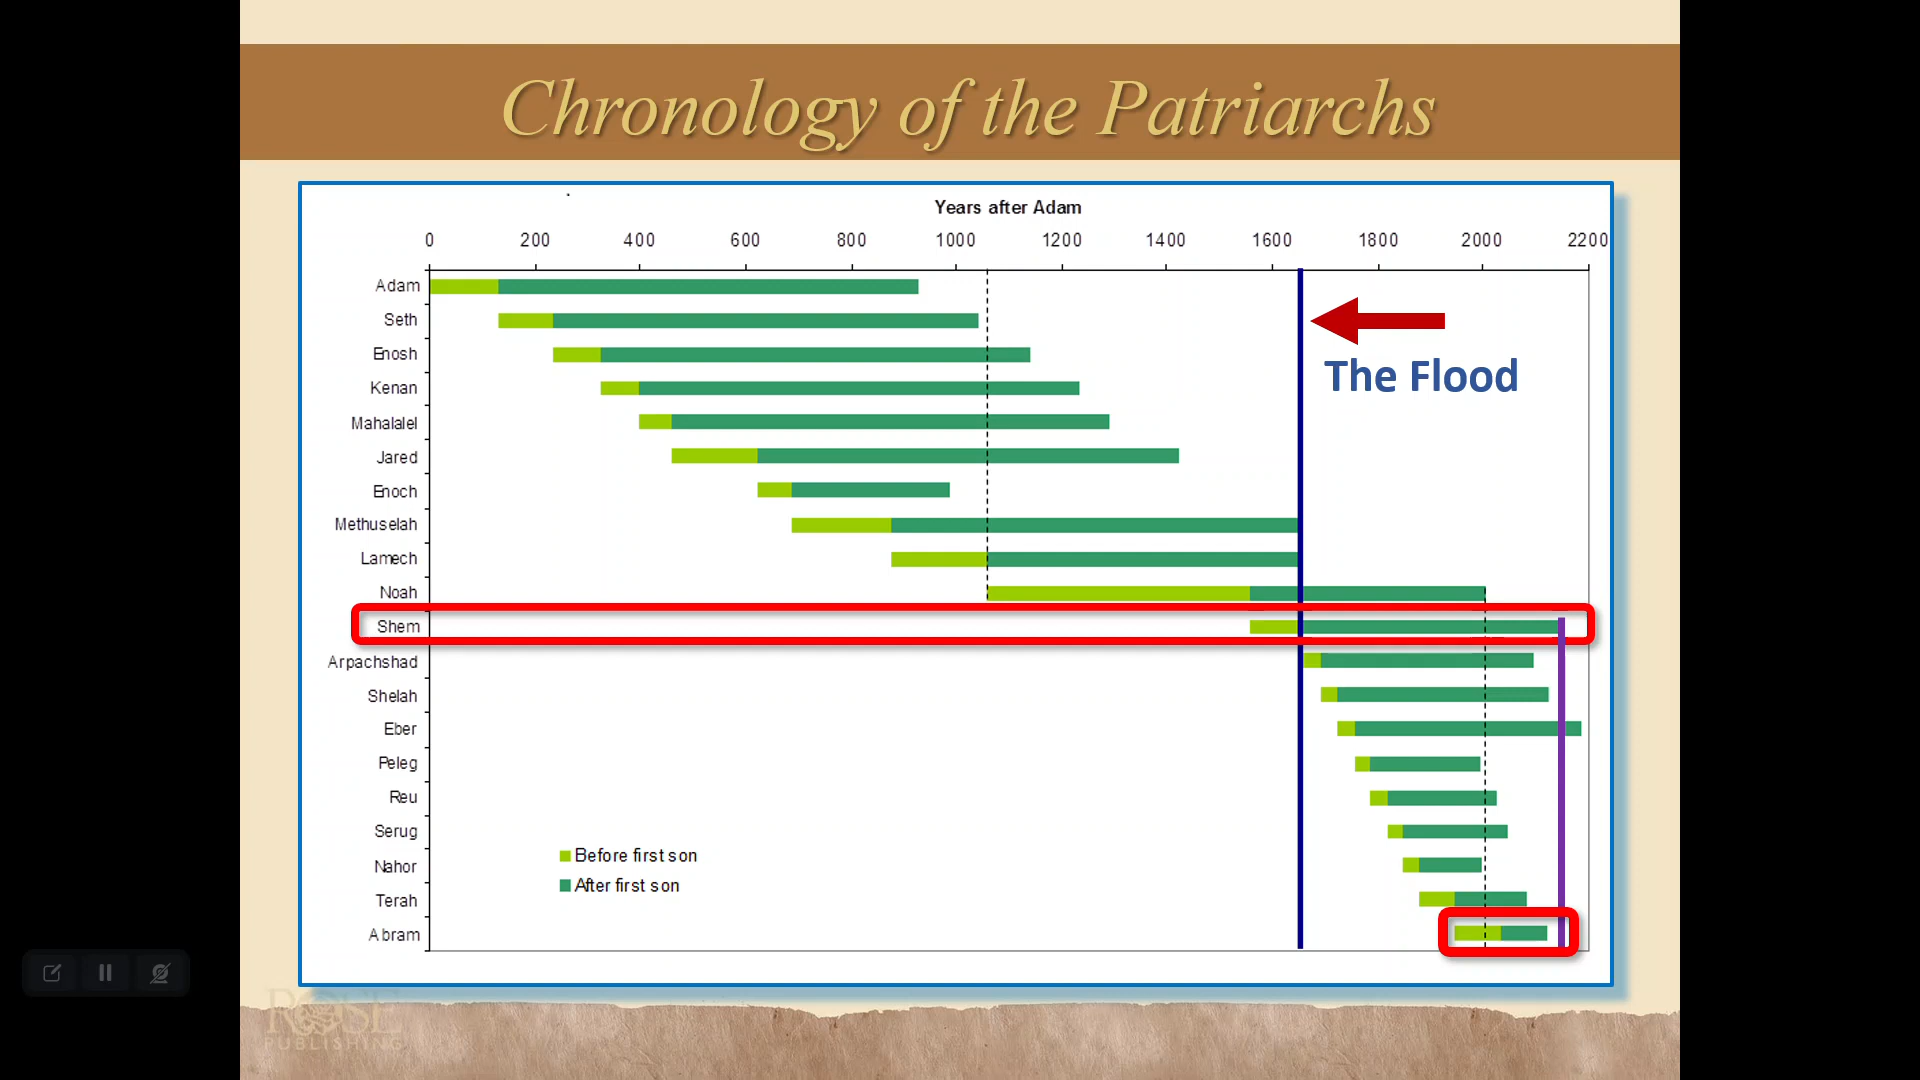 Chronology of the Patriarchs
Years after Adam
0 200 400 600 800 1000 1200 1400 1600 1800 2000 2200
Adam
Seth
The Flood
Enosh
Kenan
Mahalalel
Jared
Enoch
Methuselah
Lamech
Noah
Shem
Arpachshad
Shelah
Eber
Peleg
Reu
Serug
Nahor
Terah
Abram
Before first son
After first son
ROSE
PUBLISHING